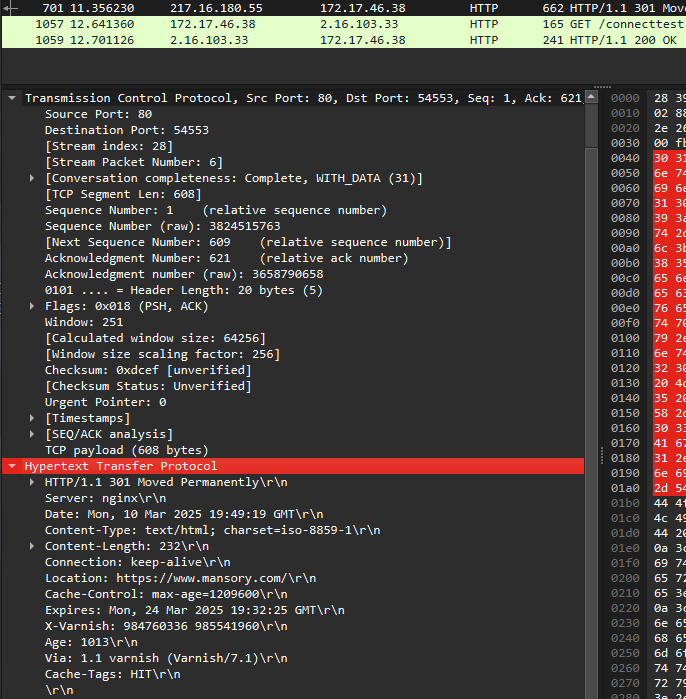 701 11.356230 217.16.180.55 172.17.46.38 HTTP 662 HTTP/1.1 301 Move
1057 12.641360 172.17.46.38 2.16.103.33 HTTP 165 GET /connecttest
1059 12.701126 2.16.103.33 172.17.46.38 HTTP 241 HTTP/1.1 200 OK
Transmission Control Protocol, Src Port: 80, Dst Port: 54553, Seq: 1, Ack: 621,
Source Port: 80
Destination Port: 54553
[Stream index: 28]
[Stream Packet Number: 6]
[Conversation completeness: Complete, WITH_DATA (31)]
[TCP Segment Len: 608]
Sequence Number: 1    (relative sequence number)
Sequence Number (raw): 3824515763
[Next Sequence Number: 609    (relative sequence number)]
Acknowledgment Number: 621    (relative ack number)
Acknowledgment number (raw): 3658790658
0101 .... = Header Length: 20 bytes (5)
Flags: 0x018 (PSH, ACK)
Window: 251
[Calculated window size: 64256]
[Window size scaling factor: 256]
Checksum: 0xdcef [unverified]
[Checksum Status: Unverified]
Urgent Pointer: 0
[Timestamps]
[SEQ/ACK analysis]
TCP payload (608 bytes)
Hypertext Transfer Protocol
HTTP/1.1 301 Moved Permanently\r\n
Server: nginx\r\n
Date: Mon, 10 Mar 2025 19:49:19 GMT\r\n
Content-Type: text/html; charset=iso-8859-1\r\n
Content-Length: 232\r\n
Connection: keep-alive\r\n
Location: https://www.mansory.com/\r\n
Cache-Control: max-age=1209600\r\n
Expires: Mon, 24 Mar 2025 19:32:25 GMT\r\n
X-Varnish: 984760336 985541960\r\n
Age: 1013\r\n
Via: 1.1 varnish (Varnish/7.1)\r\n
Cache-Tags: HIT\r\n
\r\n
0000 28 39
0010 02 88
0020 2e 26
0030 00 fb
0040 30 31
0050 6e 74
0060 69 6e
0070 31 30
0080 39 3a
0090 74 2d
00a0 6c 3b
00b0 38 35
00c0 65 6e
00d0 65 63
00e0 76 65
00f0 74 70
0100 79 2e
0110 6e 74
0120 32 30
0130 20 4d
0140 35 20
0150 58 2d
0160 30 33
0170 41 67
0180 31 2e
0190 6e 69
01a0 2d 54
01b0 44 4f
01c0 4c 49
01d0 44 20
01e0 0a 3c
01f0 69 74
0200 65 72
0210 65 3e
0220 0a 3c
0230 6e 65
0240 68 65
0250 6d 6f
0260 74 74
0270 72 79
0280 3e